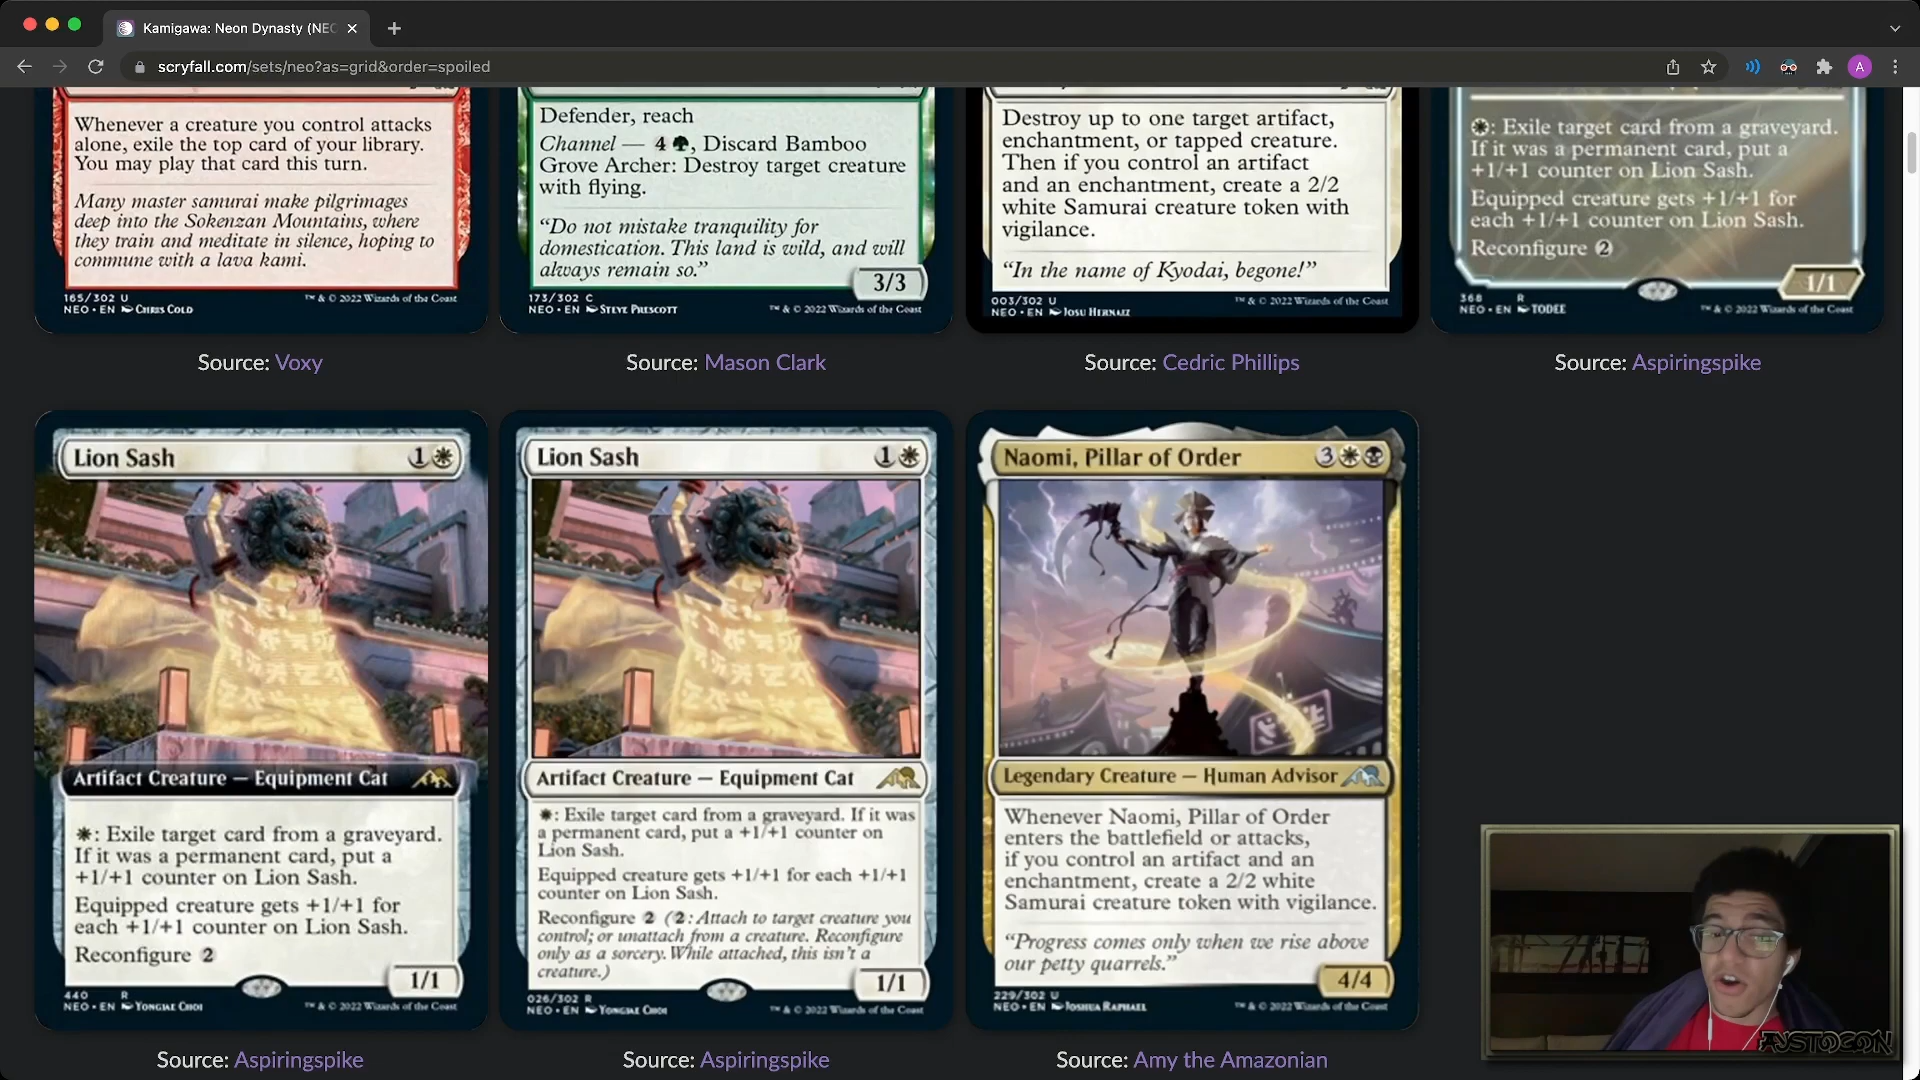 Kamigawa: Neon Dynasty (NEO
scryfall.com/sets/neo?as=grid&order=spoiled
A
Whenever a creature you control attacks
alone, exile the top card of your library.
You may play that card this turn.
Many master samurai make pilgrimages
deep into the Sokenzan Mountains, where
they train and meditate in silence, hoping to
commune with a lava kami.
165/302 U
NEO • EN Chris Cold
™ & © 2022 Wizards of the Coast
Source: Voxy
Defender, reach
Channel — 4, Discard Bamboo
Grove Archer: Destroy target creature
with flying.
“Do not mistake tranquility for
domestication. This land is wild, and will
always remain so.”
3/3
173/302 C
NEO • EN Steve Prescott
™ & © 2022 Wizards of the Coast
Source: Mason Clark
Destroy up to one target artifact,
enchantment, or tapped creature.
Then if you control an artifact
and an enchantment, create a 2/2
white Samurai creature token with
vigilance.
“In the name of Kyodai, begone!”
003/302 U
NEO • EN Josu Hernaiz
™ & © 2022 Wizards of the Coast
Source: Cedric Phillips
: Exile target card from a graveyard.
If it was a permanent card, put a
+1/+1 counter on Lion Sash.
Equipped creature gets +1/+1 for
each +1/+1 counter on Lion Sash.
Reconfigure 2
1/1
368 R
NEO • EN Todee
™ & © 2022 Wizards of the Coast
Source: Aspiringspike
Lion Sash 1
Artifact Creature — Equipment Cat
: Exile target card from a graveyard.
If it was a permanent card, put a
+1/+1 counter on Lion Sash.
Equipped creature gets +1/+1 for
each +1/+1 counter on Lion Sash.
Reconfigure 2
1/1
440 R
NEO • EN Yongjae Choi
™ & © 2022 Wizards of the Coast
Source: Aspiringspike
Lion Sash 1
Artifact Creature — Equipment Cat
: Exile target card from a graveyard. If it was
a permanent card, put a +1/+1 counter on
Lion Sash.
Equipped creature gets +1/+1 for each +1/+1
counter on Lion Sash.
Reconfigure 2 (2: Attach to target creature you
control; or unattach from a creature. Reconfigure
only as a sorcery. While attached, this isn't a
creature.)
1/1
026/302 R
NEO • EN Yongjae Choi
™ & © 2022 Wizards of the Coast
Source: Aspiringspike
Naomi, Pillar of Order 3
Legendary Creature — Human Advisor
Whenever Naomi, Pillar of Order
enters the battlefield or attacks,
if you control an artifact and an
enchantment, create a 2/2 white
Samurai creature token with vigilance.
“Progress comes only when we rise above
our petty quarrels.”
4/4
229/302 U
NEO • EN Joshua Raphael
™ & © 2022 Wizards of the Coast
Source: Amy the Amazonian